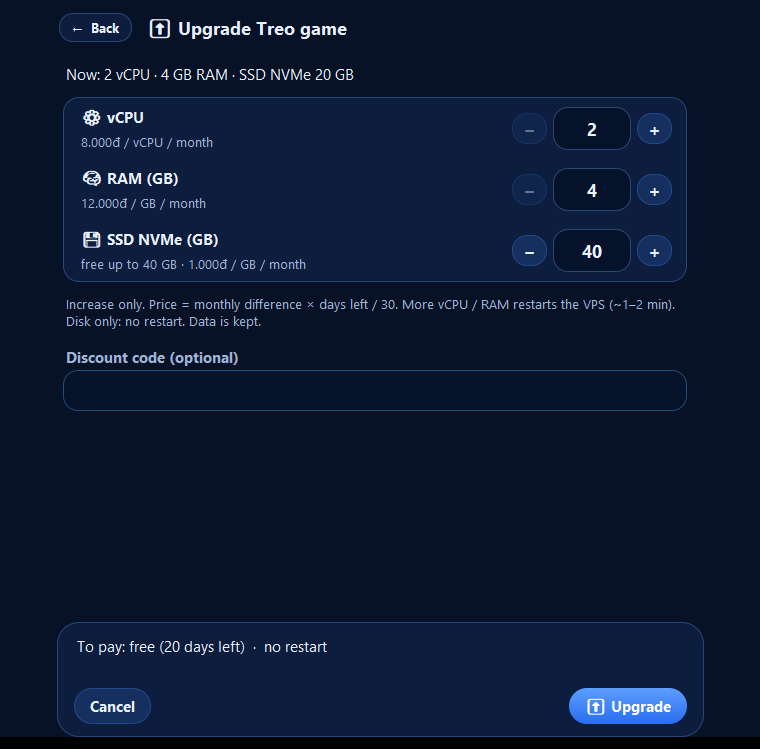 ← Back
Upgrade Treo game
Now: 2 vCPU · 4 GB RAM · SSD NVMe 20 GB
vCPU
8.000đ / vCPU / month
− 2 +
RAM (GB)
12.000đ / GB / month
− 4 +
SSD NVMe (GB)
free up to 40 GB · 1.000đ / GB / month
− 40 +
Increase only. Price = monthly difference × days left / 30. More vCPU / RAM restarts the VPS (~1–2 min).
Disk only: no restart. Data is kept.
Discount code (optional)
To pay: free (20 days left) · no restart
Cancel
Upgrade